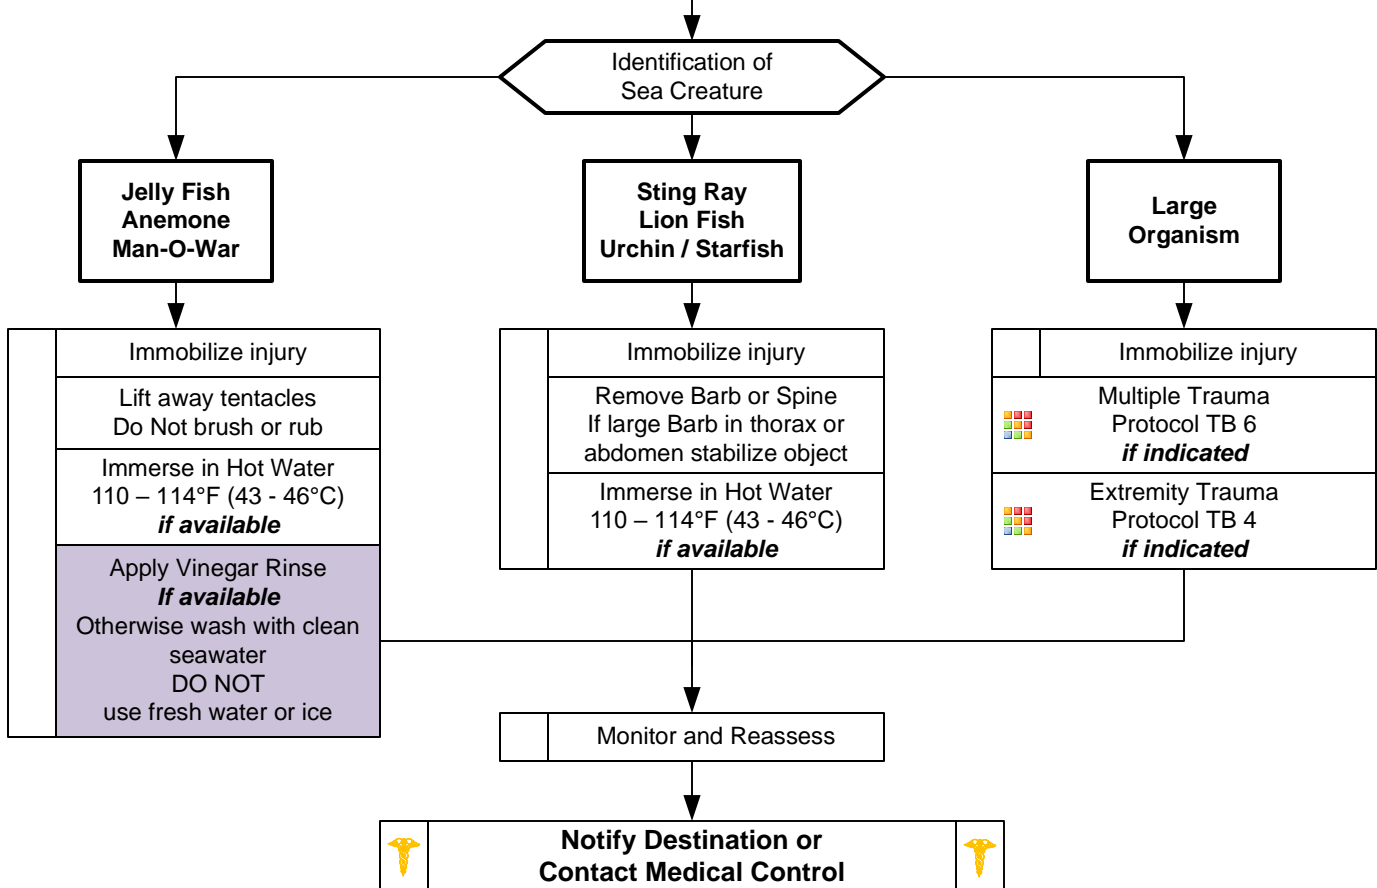 Identification of
Sea Creature
Jelly Fish
Anemone
Man-O-War
Sting Ray
Lion Fish
Urchin / Starfish
Large
Organism
Immobilize injury
Lift away tentacles
Do Not brush or rub
Immerse in Hot Water
110 – 114°F (43 - 46°C)
if available
Apply Vinegar Rinse
If available
Otherwise wash with clean
seawater
DO NOT
use fresh water or ice
Immobilize injury
Remove Barb or Spine
If large Barb in thorax or
abdomen stabilize object
Immerse in Hot Water
110 – 114°F (43 - 46°C)
if available
Immobilize injury
Multiple Trauma
Protocol TB 6
if indicated
Extremity Trauma
Protocol TB 4
if indicated
Monitor and Reassess
Notify Destination or
Contact Medical Control